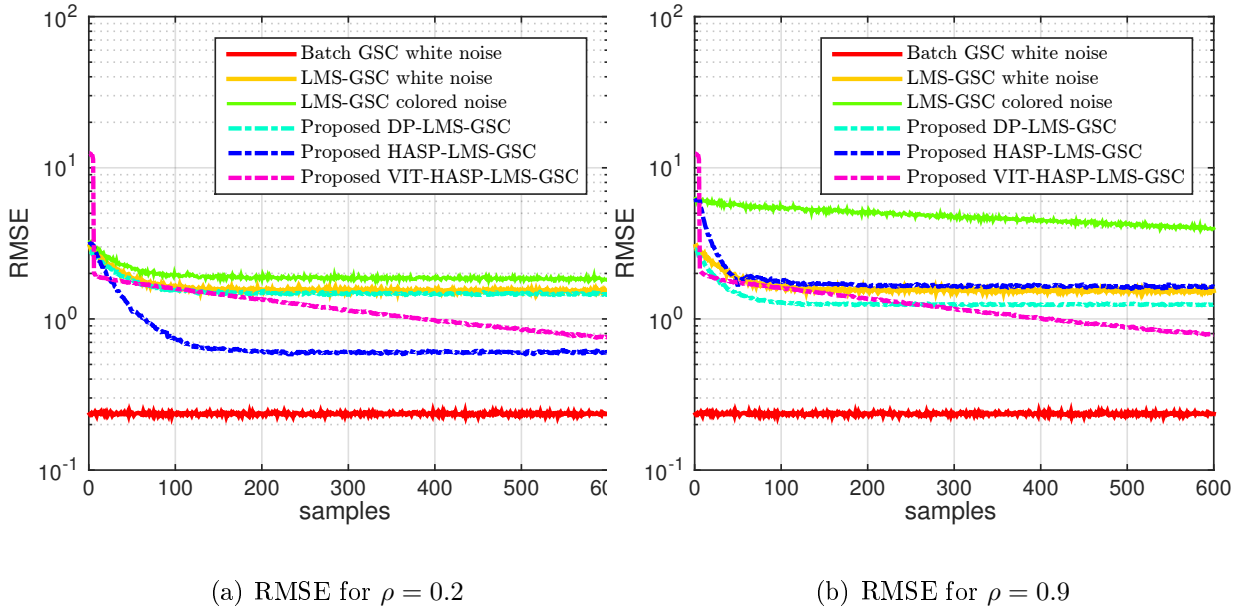 10^2
10^1
10^0
10^-1
RMSE
0
100
200
300
400
500
60
samples
Batch GSC white noise
LMS-GSC white noise
LMS-GSC colored noise
Proposed DP-LMS-GSC
Proposed HASP-LMS-GSC
Proposed VIT-HASP-LMS-GSC
(a) RMSE for ρ = 0.2
10^2
10^1
10^0
10^-1
RMSE
0
100
200
300
400
500
600
samples
Batch GSC white noise
LMS-GSC white noise
LMS-GSC colored noise
Proposed DP-LMS-GSC
Proposed HASP-LMS-GSC
Proposed VIT-HASP-LMS-GSC
(b) RMSE for ρ = 0.9